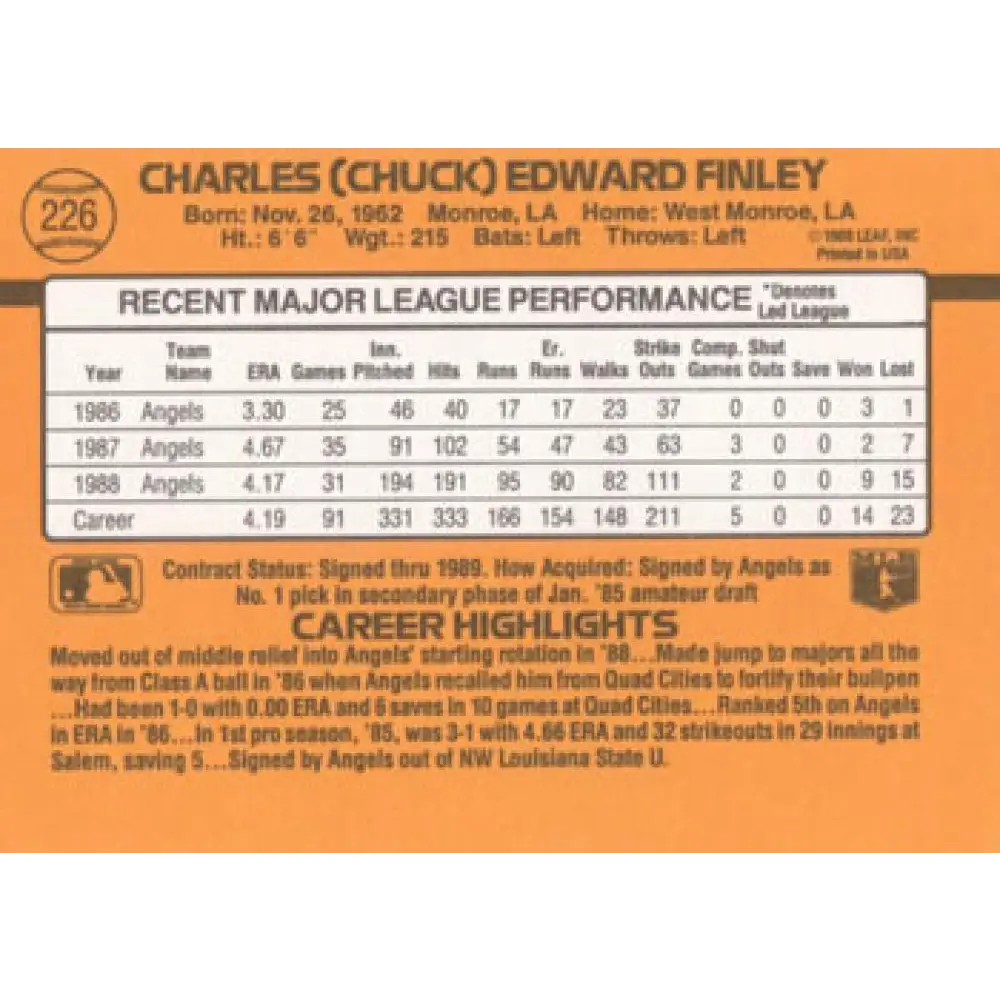 226
CHARLES (CHUCK) EDWARD FINLEY
Born: Nov. 26, 1962 Monroe, LA Home: West Monroe, LA
Ht.: 6'6" Wgt.: 215 Bats: Left Throws: Left
© 1988 LEAF, INC.
Printed in USA
RECENT MAJOR LEAGUE PERFORMANCE *Denotes Led League
Year Team Name ERA Games Inn. Pitched Hits Runs Er. Runs Walks Strike Outs Comp. Games Shut Outs Save Won Lost
1986 Angels 3.30 25 46 40 17 17 23 37 0 0 0 3 1
1987 Angels 4.67 35 91 102 54 47 43 63 3 0 0 2 7
1988 Angels 4.17 31 194 191 95 90 82 111 2 0 0 9 15
Career 4.19 91 331 333 166 154 148 211 5 0 0 14 23
Contract Status: Signed thru 1989. How Acquired: Signed by Angels as
No. 1 pick in secondary phase of Jan. '85 amateur draft
CAREER HIGHLIGHTS
Moved out of middle relief into Angels' starting rotation in '88...Made jump to majors all the
way from Class A ball in '86 when Angels recalled him from Quad Cities to fortify their bullpen
...Had been 1-0 with 0.00 ERA and 6 saves in 10 games at Quad Cities...Ranked 5th on Angels
in ERA in '86...In 1st pro season, '85, was 3-1 with 4.66 ERA and 32 strikeouts in 29 innings at
Salem, saving 5...Signed by Angels out of NW Louisiana State U.